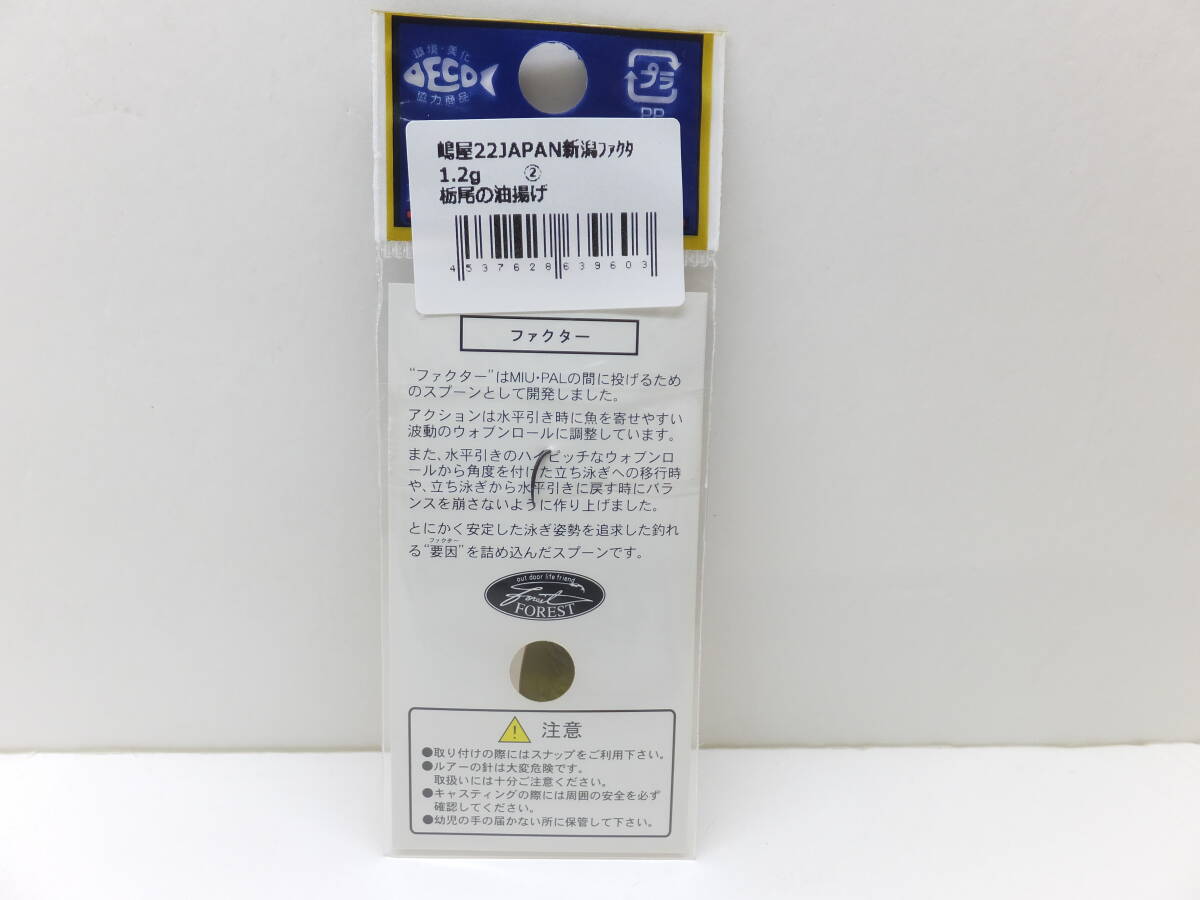 環境・美化
ECO
協力商品
プラ
PP
嶋屋22JAPAN新潟ﾌｧｸﾀ
1.2g ②
栃尾の油揚げ
4537628639603
ファクター
“ファクター”はMIU・PALの間に投げるため
のスプーンとして開発しました。
アクションは水平引き時に魚を寄せやすい
波動のウォブンロールに調整しています。
また、水平引きのハイピッチなウォブンロ
ールから角度を付けた立ち泳ぎへの移行時
や、立ち泳ぎから水平引きに戻す時にバラ
ンスを崩さないように作り上げました。
とにかく安定した泳ぎ姿勢を追求した釣れ
ファクター
る“要因”を詰め込んだスプーンです。
out door life friend
Forest
FOREST
注意
●取り付けの際にはスナップをご利用下さい。
●ルアーの針は大変危険です。
取扱いには十分ご注意ください。
●キャスティングの際には周囲の安全を必ず
確認してください。
●幼児の手の届かない所に保管して下さい。